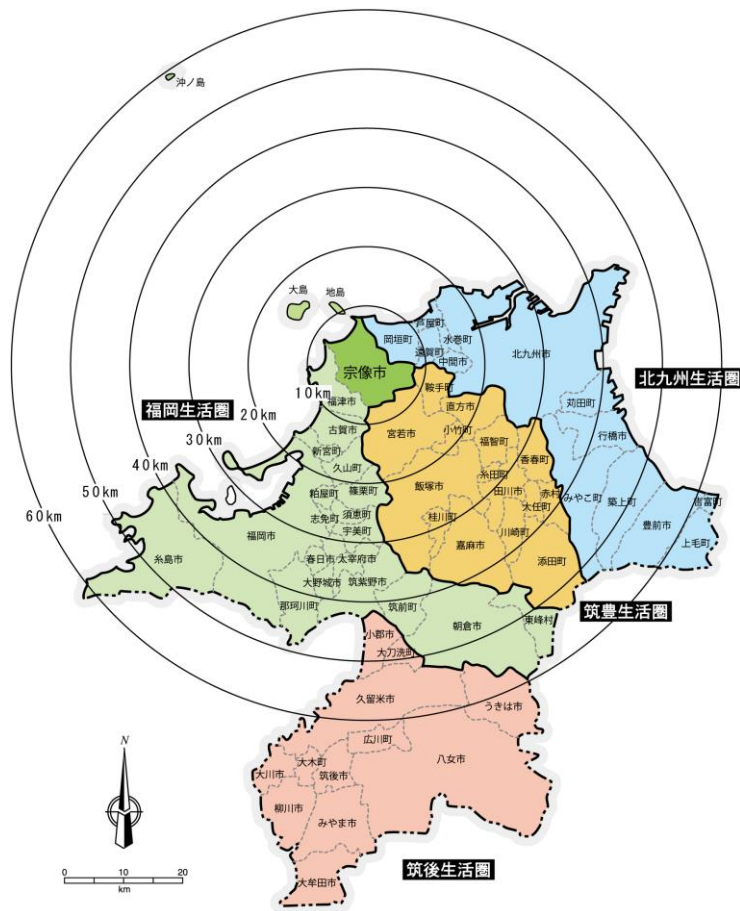 沖ノ島
大島
地島
芦屋町
岡垣町
水巻町
遠賀町
中間市
北九州市
宗像市
北九州生活圏
鞍手町
10km
福津市
直方市
苅田町
福岡生活圏
20km
古賀市
宮若市
小竹町
福智町
行橋市
30km
新宮町
香春町
40km
久山町
糸田町
50km
粕屋町
篠栗町
飯塚市
田川市
赤村
みやこ町
築上町
吉富町
60km
志免町
須恵町
桂川町
大任町
福岡市
宇美町
川崎町
豊前市
糸島市
春日市
太宰府市
嘉麻市
添田町
上毛町
大野城市
筑紫野市
那珂川町
筑前町
筑豊生活圏
朝倉市
東峰村
小郡市
大刀洗町
久留米市
うきは市
広川町
N
大木町
八女市
大川市
筑後市
柳川市
みやま市
筑後生活圏
大牟田市
0
10
20
km